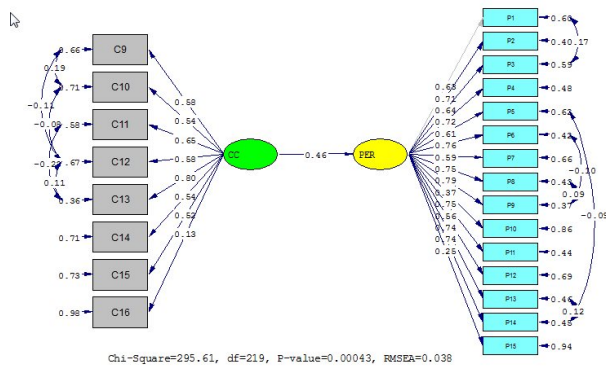 P1 0.60
0.66 C9
P2 0.40 0.17
0.19
P3 0.59
0.71 C10
0.63
P4 0.48
0.58
0.71
-0.11
0.54
0.64
P5 0.63
0.58 C11
0.65
0.72
0.61
P6 0.43
CC 0.46 PER
0.76
0.67 C12
0.58
0.59
P7 0.66
0.75
-0.10
0.11
0.80
0.79
P8 0.43
0.09
0.36 C13
0.54
0.37
P9 0.37
-0.09
0.75
0.52
0.56
P10 0.86
0.71 C14
0.13
0.74
P11 0.44
0.74
0.25
P12 0.69
0.73 C15
P13 0.46
0.12
0.98 C16
P14 0.48
P15 0.94
Chi-Square=295.61, df=219, P-value=0.00043, RMSEA=0.038